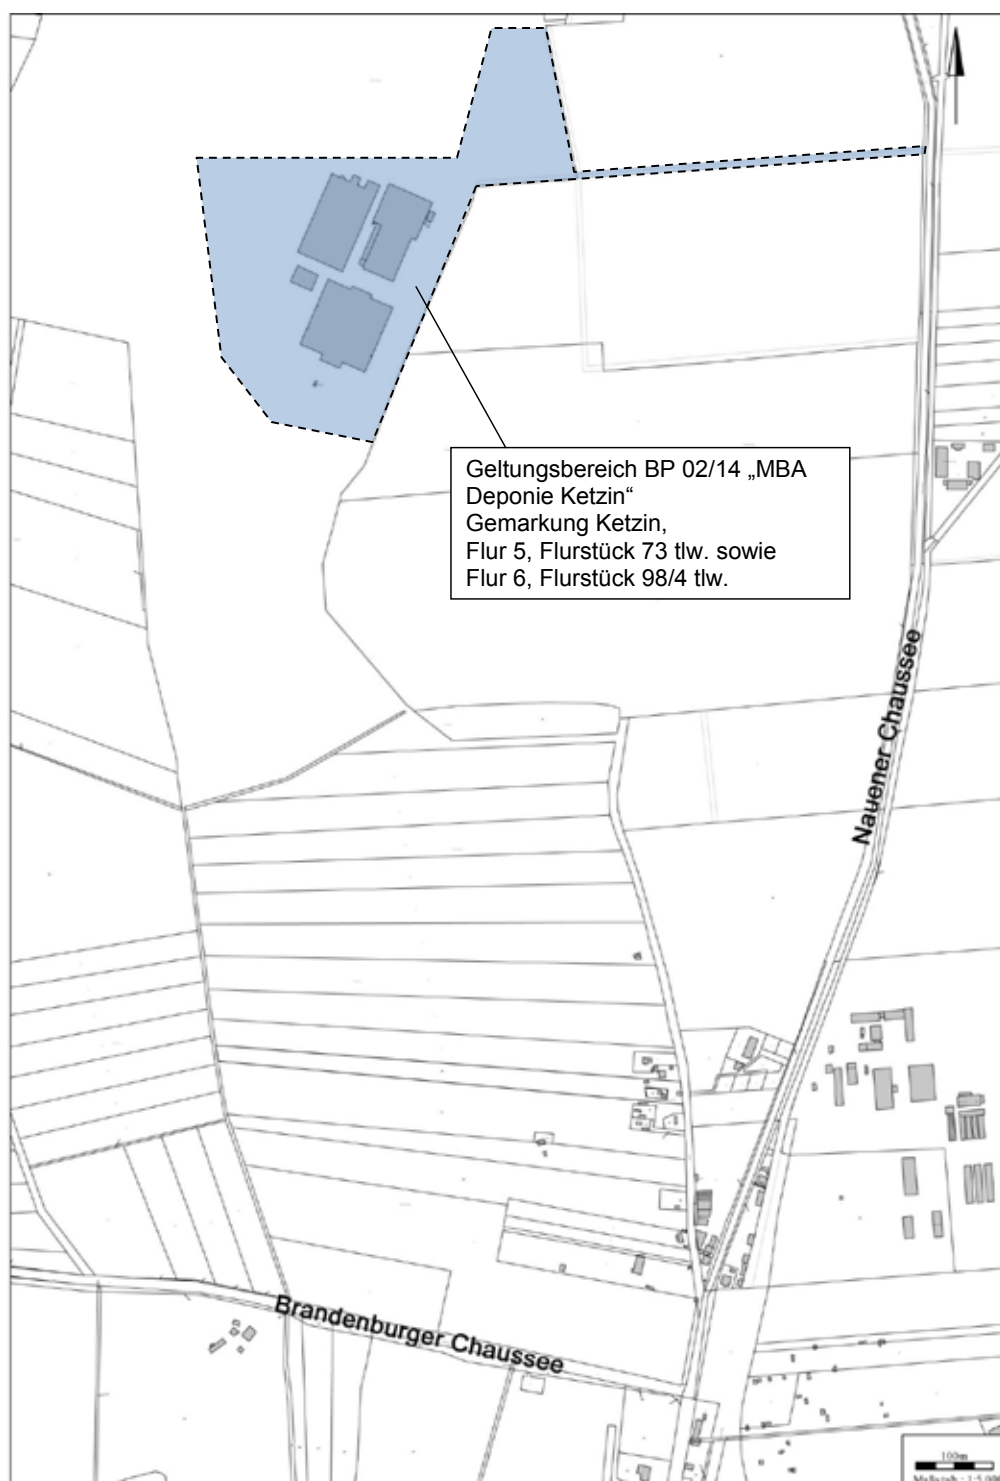 Geltungsbereich BP 02/14 „MBA
Deponie Ketzin“
Gemarkung Ketzin,
Flur 5, Flurstück 73 tlw. sowie
Flur 6, Flurstück 98/4 tlw.
Nauener Chaussee
Brandenburger Chaussee
100m